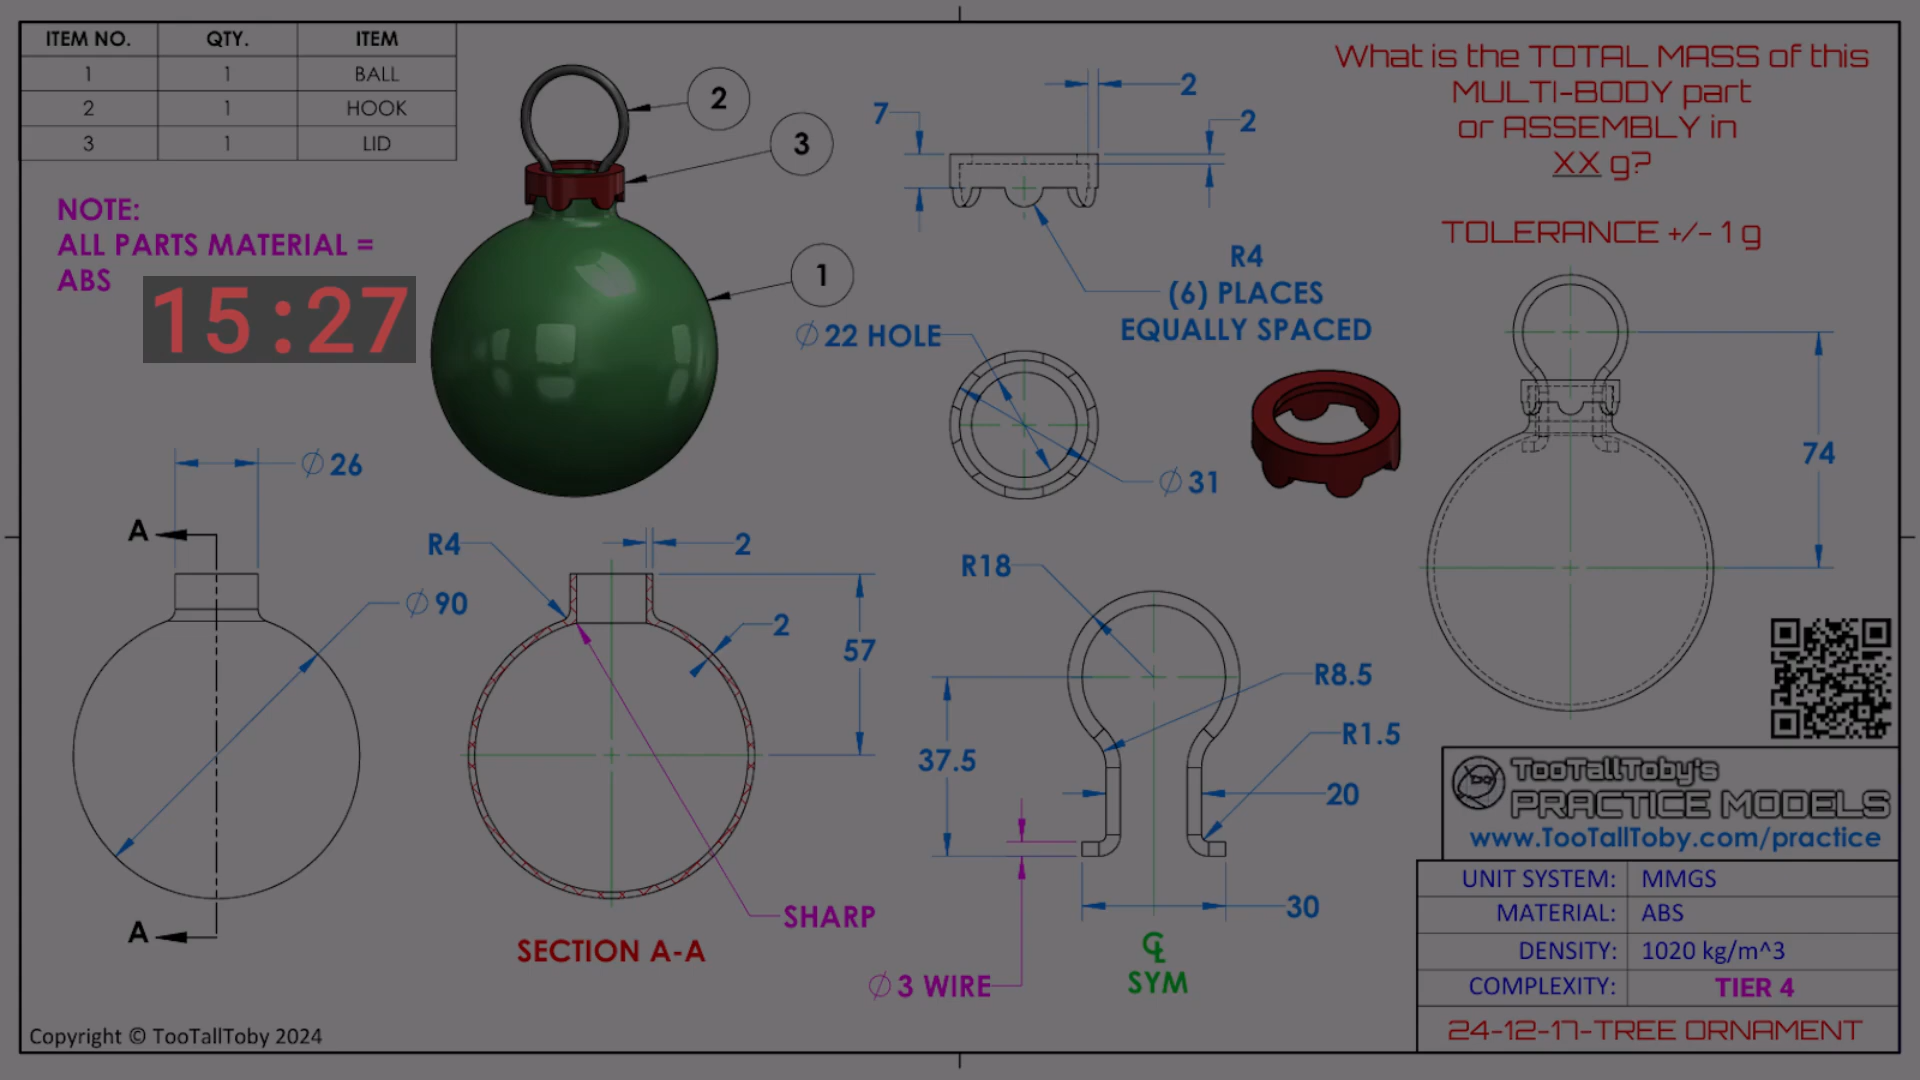 ITEM NO. QTY. ITEM
1 1 BALL
2 1 HOOK
3 1 LID
NOTE:
ALL PARTS MATERIAL =
ABS
15:27
2
3
1
7
2
2
R4
(6) PLACES
EQUALLY SPACED
∅22 HOLE
∅31
What is the TOTAL MASS of this
MULTI-BODY part
or ASSEMBLY in
XX g?
TOLERANCE +/- 1 g
74
∅26
A
∅90
A
R4
2
2
57
SHARP
SECTION A-A
R18
R8.5
R1.5
37.5
20
30
∅3 WIRE
℄
SYM
TooTallToby's
PRACTICE MODELS
www.TooTallToby.com/practice
UNIT SYSTEM: MMGS
MATERIAL: ABS
DENSITY: 1020 kg/m^3
COMPLEXITY: TIER 4
24-12-17-TREE ORNAMENT
Copyright © TooTallToby 2024